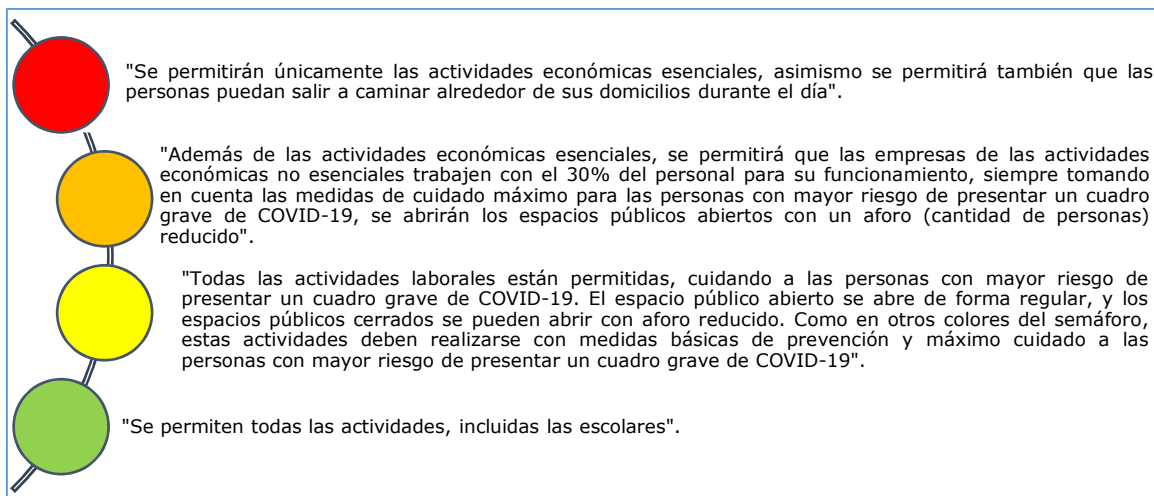 "Se permitirán únicamente las actividades económicas esenciales, asimismo se permitirá también que las
personas puedan salir a caminar alrededor de sus domicilios durante el día".
"Además de las actividades económicas esenciales, se permitirá que las empresas de las actividades
económicas no esenciales trabajen con el 30% del personal para su funcionamiento, siempre tomando
en cuenta las medidas de cuidado máximo para las personas con mayor riesgo de presentar un cuadro
grave de COVID-19, se abrirán los espacios públicos abiertos con un aforo (cantidad de personas)
reducido".
"Todas las actividades laborales están permitidas, cuidando a las personas con mayor riesgo de
presentar un cuadro grave de COVID-19. El espacio público abierto se abre de forma regular, y los
espacios públicos cerrados se pueden abrir con aforo reducido. Como en otros colores del semáforo,
estas actividades deben realizarse con medidas básicas de prevención y máximo cuidado a las
personas con mayor riesgo de presentar un cuadro grave de COVID-19".
"Se permiten todas las actividades, incluidas las escolares".